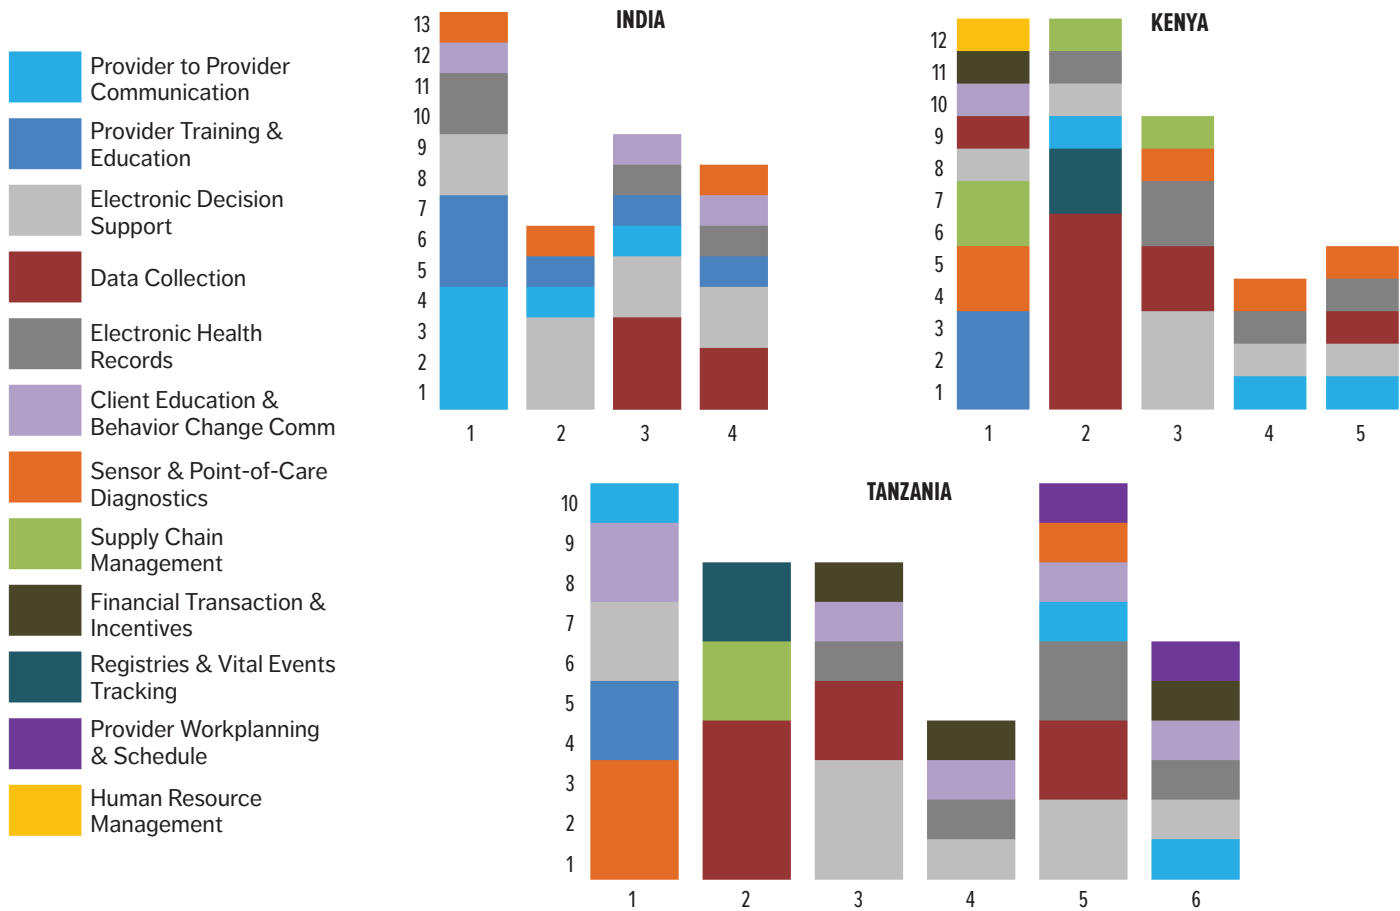 Provider to Provider
Communication
Provider Training &
Education
Electronic Decision
Support
Data Collection
Electronic Health
Records
Client Education &
Behavior Change Comm
Sensor & Point-of-Care
Diagnostics
Supply Chain
Management
Financial Transaction &
Incentives
Registries & Vital Events
Tracking
Provider Workplanning
& Schedule
Human Resource
Management
INDIA
13
12
11
10
9
8
7
6
5
4
3
2
1
1 2 3 4
KENYA
12
11
10
9
8
7
6
5
4
3
2
1
1 2 3 4 5
TANZANIA
10
9
8
7
6
5
4
3
2
1
1 2 3 4 5 6